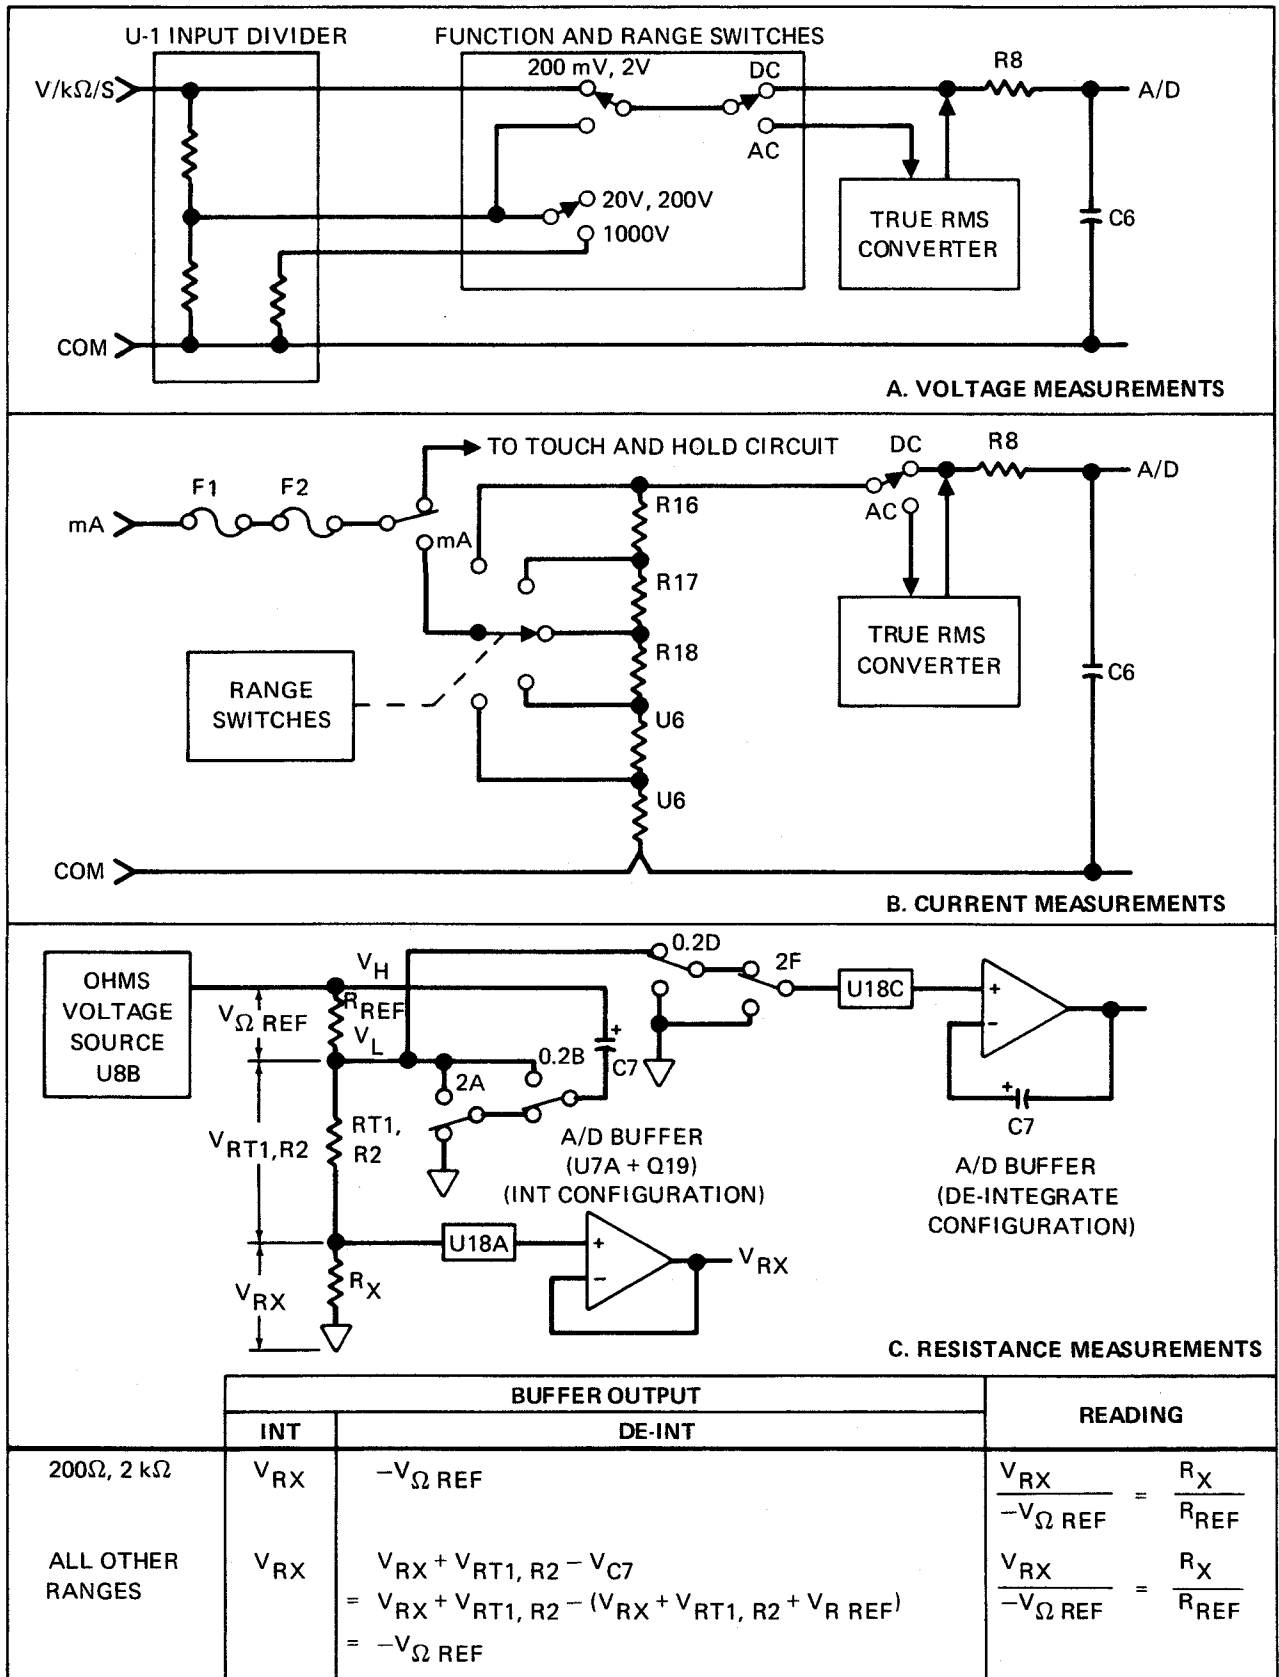 U-1 INPUT DIVIDER
FUNCTION AND RANGE SWITCHES
200 mV, 2V
DC
R8
V/kΩ/S
A/D
AC
20V, 200V
1000V
TRUE RMS
CONVERTER
C6
COM
A. VOLTAGE MEASUREMENTS
TO TOUCH AND HOLD CIRCUIT
DC
R8
F1
F2
A/D
mA
R16
AC
mA
R17
R18
TRUE RMS
CONVERTER
C6
RANGE
SWITCHES
U6
U6
COM
B. CURRENT MEASUREMENTS
OHMS
VOLTAGE
SOURCE
U8B
VH
0.2D
2F
VΩ REF
RREF
U18C
+
−
VL
+
C7
0.2B
2A
+
C7
VRT1,R2
RT1,
R2
A/D BUFFER
(U7A + Q19)
(INT CONFIGURATION)
A/D BUFFER
(DE-INTEGRATE
CONFIGURATION)
U18A
+
−
VRX
VRX
RX
C. RESISTANCE MEASUREMENTS
BUFFER OUTPUT
READING
INT
DE-INT
200Ω, 2 kΩ
VRX
−VΩ REF
VRX / −VΩ REF = RX / RREF
ALL OTHER
RANGES
VRX
VRX + VRT1, R2 − VC7
= VRX + VRT1, R2 − (VRX + VRT1, R2 + VR REF)
= −VΩ REF
VRX / −VΩ REF = RX / RREF